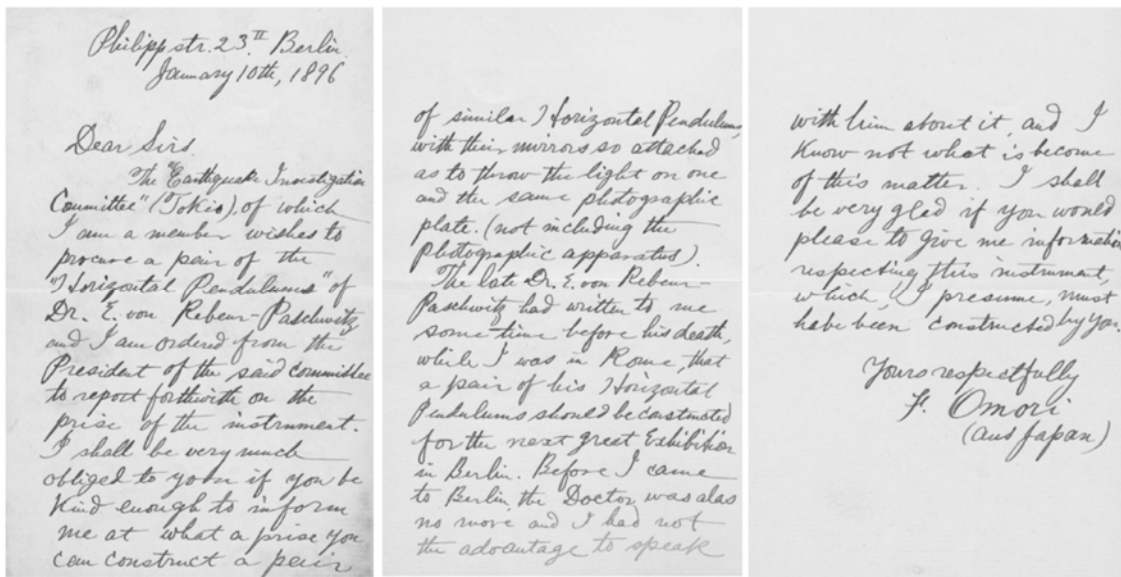 Philippstr. 23.II Berlin
January 10th, 1896
Dear Sirs
The "Earthquake Investigation
Committee" (Tokio), of which
I am a member wishes to
procure a pair of the
"Horizontal Pendulums" of
Dr. E. von Rebeur-Paschwitz
and I am ordered from the
President of the said committee
to report forthwith on the
prise of the instrument.
I shall be very much
obliged to you if you be
kind enough to inform
me at what a prise you
can construct a pair
of similar Horizontal Pendulums,
with their mirrors so attached
as to throw the light on one
and the same photographic
plate. (not including the
photographic apparatus).
The late Dr. E. von Rebeur-
Paschwitz had written to me
some time before his death,
while I was in Rome, that
a pair of his Horizontal
Pendulums should be constructed
for the next great Exhibition
in Berlin. Before I came
to Berlin, the Doctor was alas
no more and I had not
the advantage to speak
with him about it, and I
know not what is become
of this matter. I shall
be very glad if you would
please to give me information
respecting this instrument,
which, I presume, must
have been constructed by you.
Yours respectfully
F. Omori
(aus Japan)